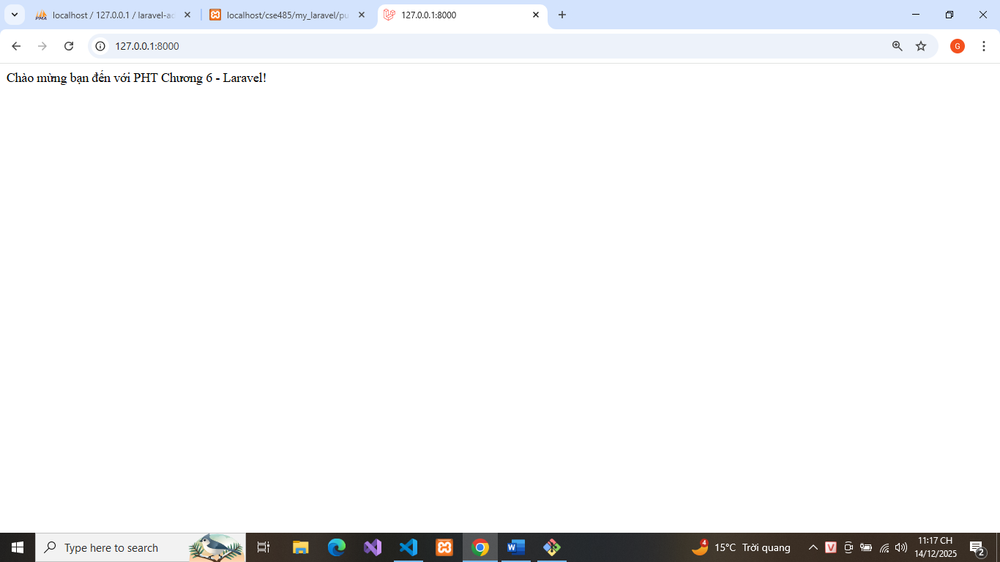 localhost / 127.0.0.1 / laravel-ad
localhost/cse485/my_laravel/pu
127.0.0.1:8000
127.0.0.1:8000
G
Chào mừng bạn đến với PHT Chương 6 - Laravel!
Type here to search
4
15°C Trời quang
V
11:17 CH
14/12/2025
2